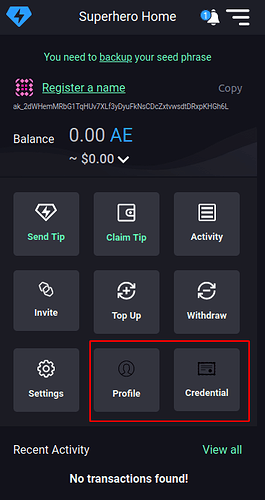 Superhero Home
1
You need to backup your seed phrase
Register a name
Copy
ak_2dWHemMRbG1TqHUv7XLf3yDyuFkNsCDcZxtvwsdtDRxpKHGh6L
Balance
0.00 AE
~ $0.00
Send Tip
Claim Tip
Activity
Invite
Top Up
Withdraw
Settings
Profile
Credential
Recent Activity
View all
No transactions found!